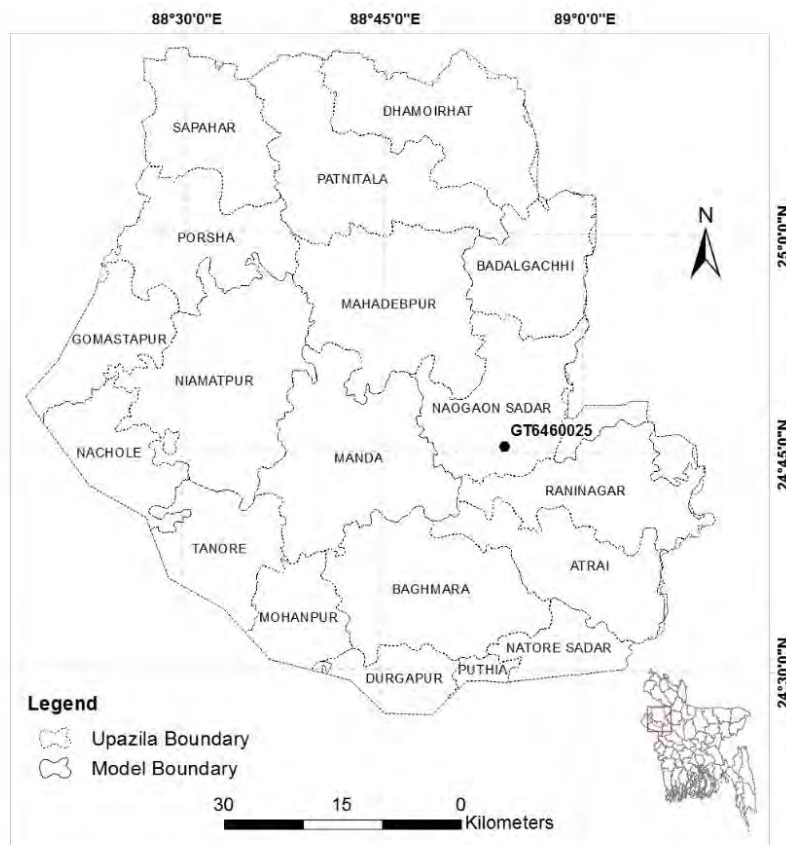 88°30'0"E 88°45'0"E 89°0'0"E
DHAMOIRHAT
SAPAHAR
PATNITALA
N
PORSHA
25°0'0"N
BADALGACHHI
MAHADEBPUR
GOMASTAPUR
NIAMATPUR
NAOGAON SADAR
GT6460025
NACHOLE
MANDA
24°45'0"N
RANINAGAR
TANORE
ATRAI
BAGHMARA
MOHANPUR
NATORE SADAR
PUTHIA
DURGAPUR
24°30'0"N
Legend
Upazila Boundary
Model Boundary
30 15 0
Kilometers